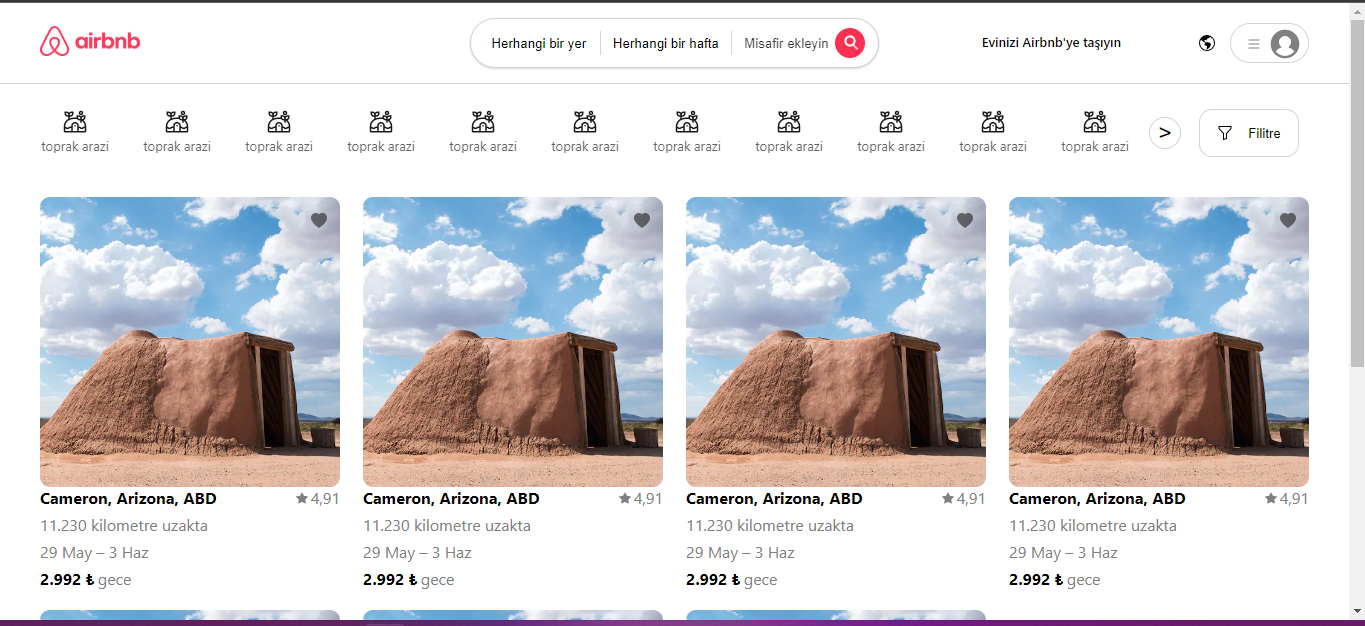 airbnb
Herhangi bir yer Herhangi bir hafta Misafir ekleyin
Evinizi Airbnb'ye taşıyın
toprak arazi toprak arazi toprak arazi toprak arazi toprak arazi toprak arazi toprak arazi toprak arazi toprak arazi toprak arazi toprak arazi > Filitre
Cameron, Arizona, ABD 4,91 Cameron, Arizona, ABD 4,91 Cameron, Arizona, ABD 4,91 Cameron, Arizona, ABD 4,91
11.230 kilometre uzakta 11.230 kilometre uzakta 11.230 kilometre uzakta 11.230 kilometre uzakta
29 May – 3 Haz 29 May – 3 Haz 29 May – 3 Haz 29 May – 3 Haz
2.992 ₺ gece 2.992 ₺ gece 2.992 ₺ gece 2.992 ₺ gece